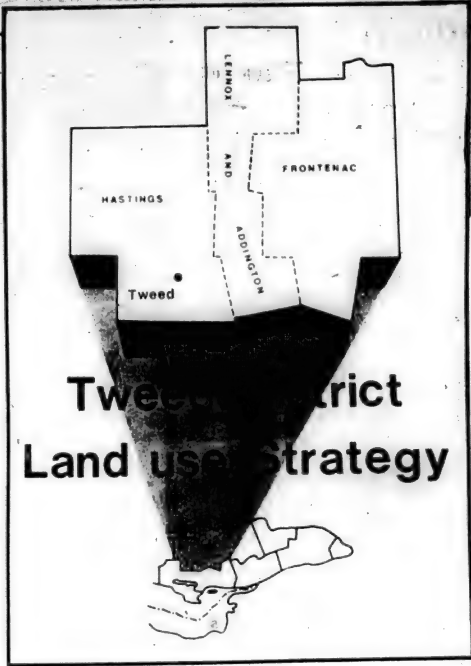 LENNOX
AND
ADDINGTON
FRONTENAC
HASTINGS
Tweed
Tweed District
Land use Strategy